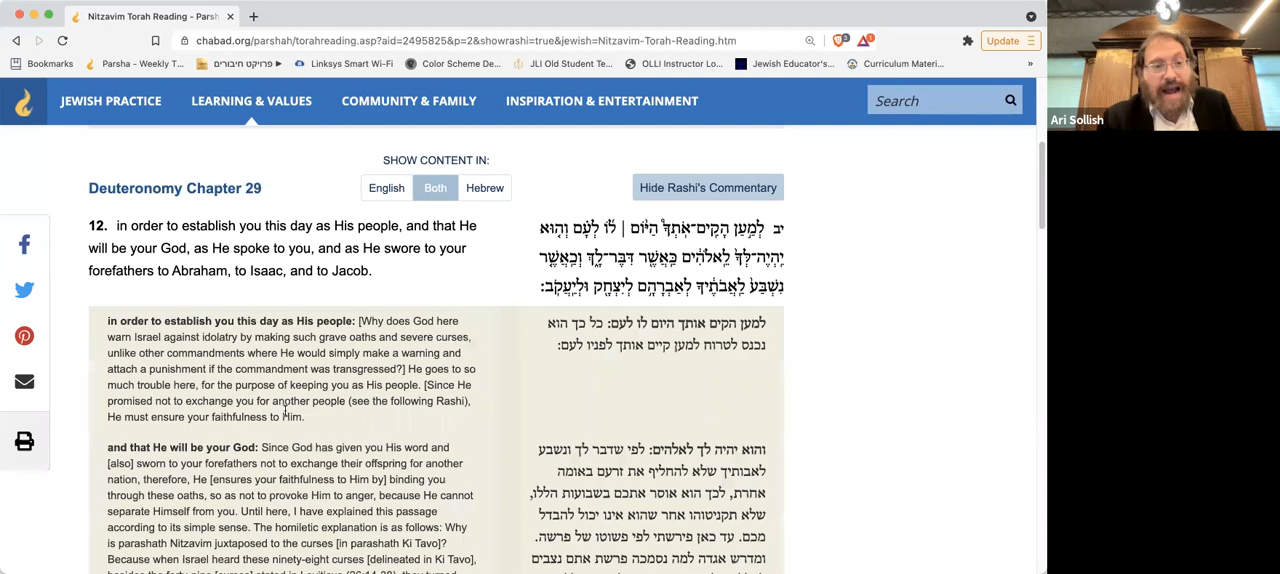 Nitzavim Torah Reading - Parsh
chabad.org/parshah/torahreading.asp?aid=2495825&p=2&showrashi=true&jewish=Nitzavim-Torah-Reading.htm
3
1
Update
Bookmarks
Parsha - Weekly T...
פרויקט חיבורים
Linksys Smart Wi-Fi
Color Scheme De...
JLI Old Student Te...
OLLI Instructor Lo...
Jewish Educator's...
Curriculum Materi...
»
JEWISH PRACTICE
LEARNING & VALUES
COMMUNITY & FAMILY
INSPIRATION & ENTERTAINMENT
Search
Ari Sollish
SHOW CONTENT IN:
Deuteronomy Chapter 29
English
Both
Hebrew
Hide Rashi's Commentary
12. in order to establish you this day as His people, and that He
will be your God, as He spoke to you, and as He swore to your
forefathers to Abraham, to Isaac, and to Jacob.
יב לְמַ֣עַן הָקִֽים־אֹֽתְךָ֩ הַיּ֨וֹם | ל֜וֹ לְעָ֗ם וְה֤וּא
יִֽהְיֶה־לְּךָ֙ לֵֽאלֹהִ֔ים כַּֽאֲשֶׁ֖ר דִּבֶּר־לָ֑ךְ וְכַֽאֲשֶׁ֤ר
נִשְׁבַּע֙ לַֽאֲבֹתֶ֔יךָ לְאַבְרָהָ֥ם לְיִצְחָ֖ק וּלְיַֽעֲקֹֽב:
in order to establish you this day as His people: [Why does God here
warn Israel against idolatry by making such grave oaths and severe curses,
unlike other commandments where He would simply make a warning and
attach a punishment if the commandment was transgressed?] He goes to so
much trouble here, for the purpose of keeping you as His people. [Since He
promised not to exchange you for another people (see the following Rashi),
He must ensure your faithfulness to Him.
למען הקים אותך היום לו לעם: כל כך הוא
נכנס לטרוח למען קיים אותך לפניו לעם:
and that He will be your God: Since God has given you His word and
[also] sworn to your forefathers not to exchange their offspring for another
nation, therefore, He [ensures your faithfulness to Him by] binding you
through these oaths, so as not to provoke Him to anger, because He cannot
separate Himself from you. Until here, I have explained this passage
according to its simple sense. The homiletic explanation is as follows: Why
is parashath Nitzavim juxtaposed to the curses [in parashath Ki Tavo]?
Because when Israel heard these ninety-eight curses [delineated in Ki Tavo],
והוא יהיה לך לאלהים: לפי שדבר לך ונשבע
לאבותיך שלא להחליף את זרעם באומה
אחרת, לכך הוא אוסר אתכם בשבועות הללו,
שלא תקניטוהו אחר שהוא אינו יכול להבדל
מכם. עד כאן פירשתי לפי פשוטו של פרשה.
ומדרש אגדה למה נסמכה פרשת אתם נצבים